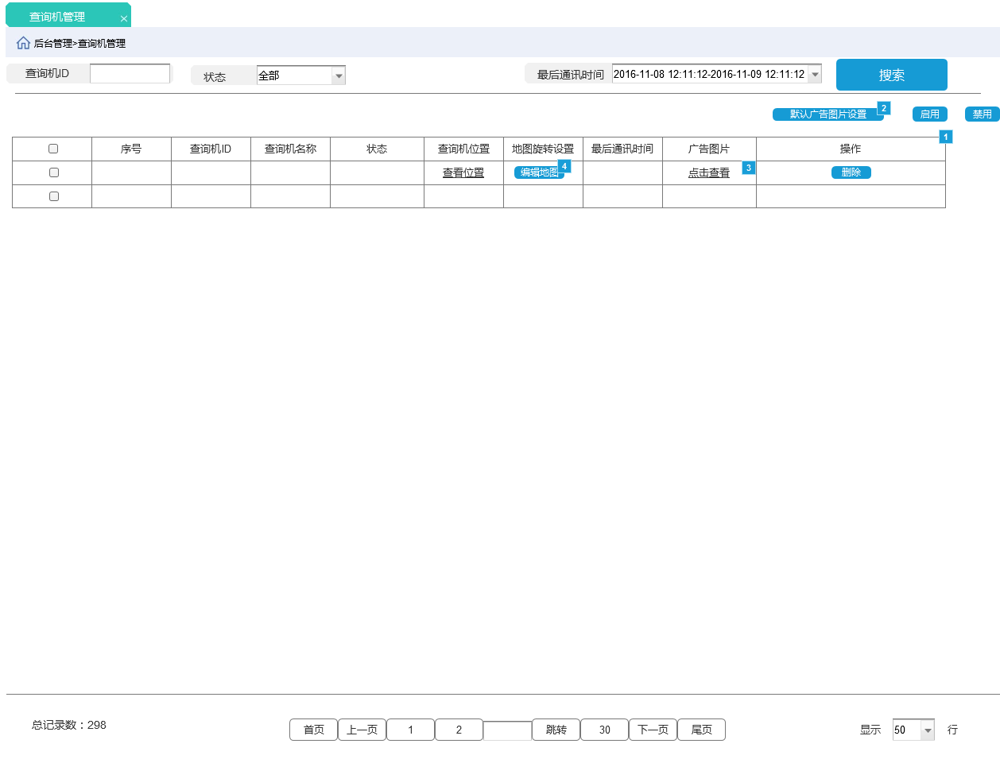 查询机管理 ×
后台管理>查询机管理
查询机ID 状态 全部 最后通讯时间 2016-11-08 12:11:12-2016-11-09 12:11:12 搜索
默认广告图片设置 2 启用 禁用
1
序号 查询机ID 查询机名称 状态 查询机位置 地图旋转设置 最后通讯时间 广告图片 操作
查看位置 编辑地图 4 点击查看 3 删除
总记录数：298 首页 上一页 1 2 跳转 30 下一页 尾页 显示 50 行